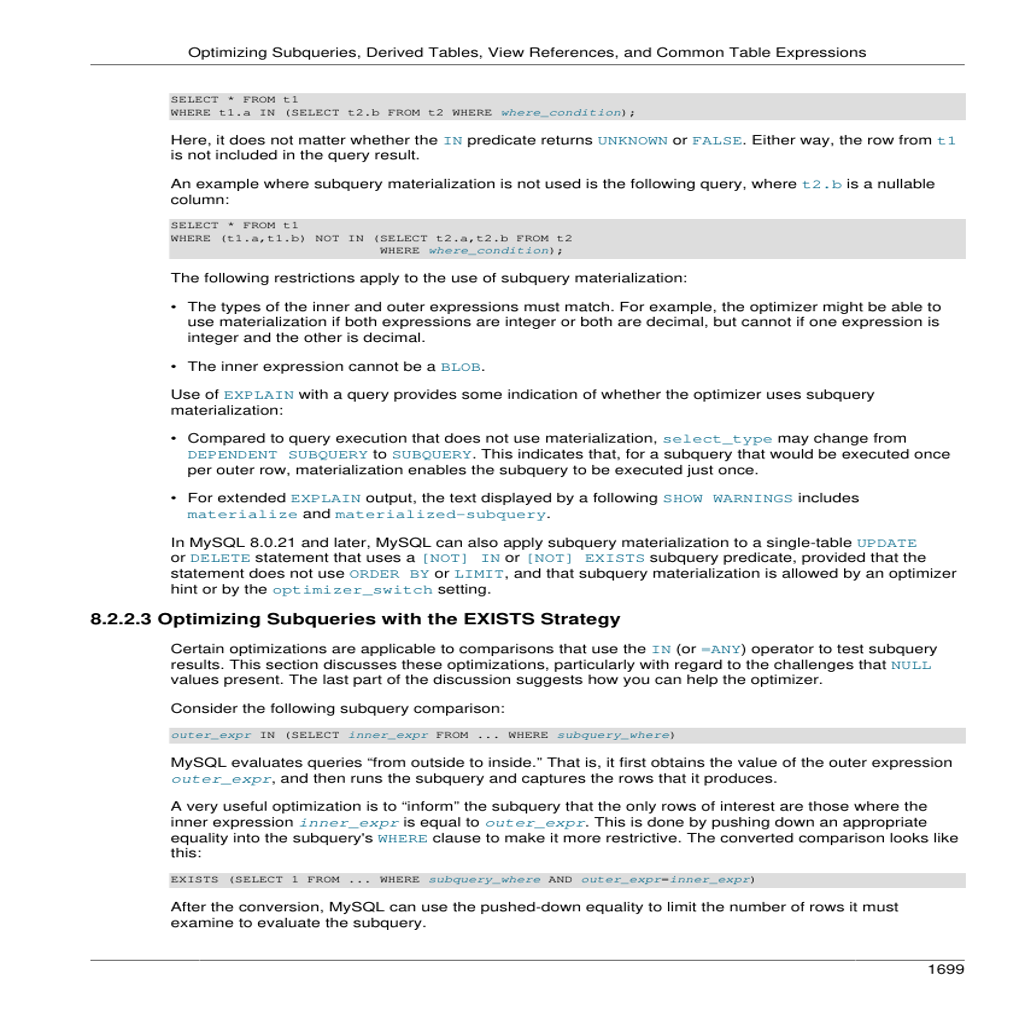 Optimizing Subqueries, Derived Tables, View References, and Common Table Expressions
SELECT * FROM t1
WHERE t1.a IN (SELECT t2.b FROM t2 WHERE where_condition);
Here, it does not matter whether the IN predicate returns UNKNOWN or FALSE. Either way, the row from t1
is not included in the query result.
An example where subquery materialization is not used is the following query, where t2.b is a nullable
column:
SELECT * FROM t1
WHERE (t1.a,t1.b) NOT IN (SELECT t2.a,t2.b FROM t2
WHERE where_condition);
The following restrictions apply to the use of subquery materialization:
• The types of the inner and outer expressions must match. For example, the optimizer might be able to
use materialization if both expressions are integer or both are decimal, but cannot if one expression is
integer and the other is decimal.
• The inner expression cannot be a BLOB.
Use of EXPLAIN with a query provides some indication of whether the optimizer uses subquery
materialization:
• Compared to query execution that does not use materialization, select_type may change from
DEPENDENT SUBQUERY to SUBQUERY. This indicates that, for a subquery that would be executed once
per outer row, materialization enables the subquery to be executed just once.
• For extended EXPLAIN output, the text displayed by a following SHOW WARNINGS includes
materialize and materialized-subquery.
In MySQL 8.0.21 and later, MySQL can also apply subquery materialization to a single-table UPDATE
or DELETE statement that uses a [NOT] IN or [NOT] EXISTS subquery predicate, provided that the
statement does not use ORDER BY or LIMIT, and that subquery materialization is allowed by an optimizer
hint or by the optimizer_switch setting.
8.2.2.3 Optimizing Subqueries with the EXISTS Strategy
Certain optimizations are applicable to comparisons that use the IN (or =ANY) operator to test subquery
results. This section discusses these optimizations, particularly with regard to the challenges that NULL
values present. The last part of the discussion suggests how you can help the optimizer.
Consider the following subquery comparison:
outer_expr IN (SELECT inner_expr FROM ... WHERE subquery_where)
MySQL evaluates queries “from outside to inside.” That is, it first obtains the value of the outer expression
outer_expr, and then runs the subquery and captures the rows that it produces.
A very useful optimization is to “inform” the subquery that the only rows of interest are those where the
inner expression inner_expr is equal to outer_expr. This is done by pushing down an appropriate
equality into the subquery's WHERE clause to make it more restrictive. The converted comparison looks like
this:
EXISTS (SELECT 1 FROM ... WHERE subquery_where AND outer_expr=inner_expr)
After the conversion, MySQL can use the pushed-down equality to limit the number of rows it must
examine to evaluate the subquery.
1699